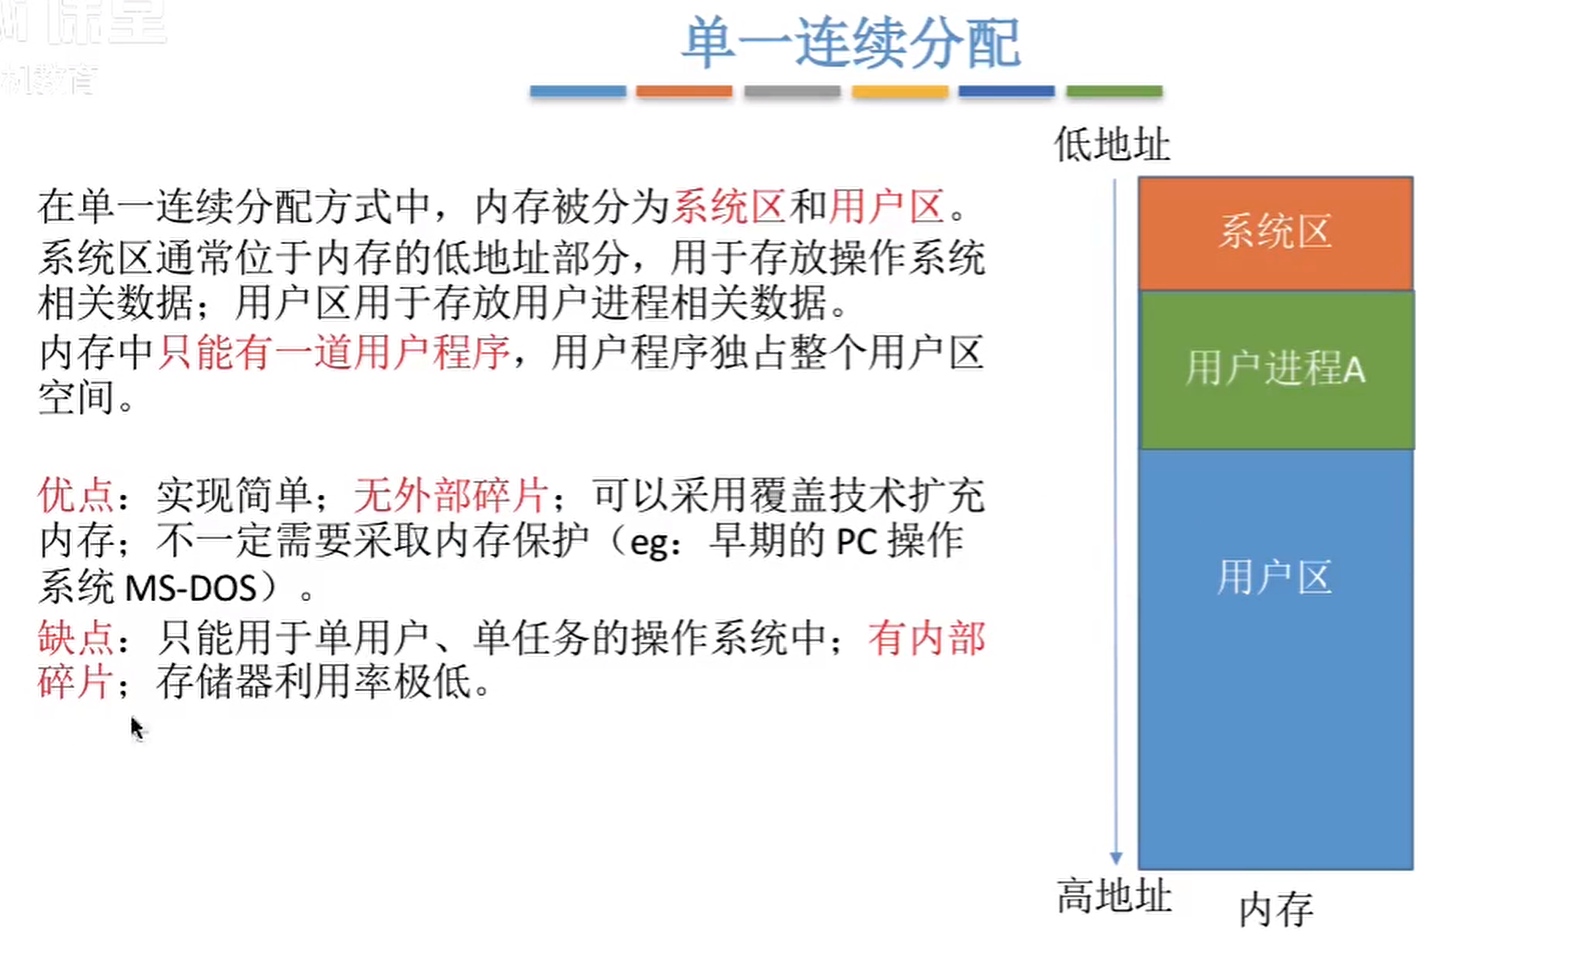 课堂
教育
单一连续分配
低地址
在单一连续分配方式中，内存被分为系统区和用户区。
系统区通常位于内存的低地址部分，用于存放操作系统
相关数据；用户区用于存放用户进程相关数据。
内存中只能有一道用户程序，用户程序独占整个用户区
空间。
优点：实现简单；无外部碎片；可以采用覆盖技术扩充
内存；不一定需要采取内存保护（eg：早期的 PC 操作
系统 MS-DOS）。
缺点：只能用于单用户、单任务的操作系统中；有内部
碎片；存储器利用率极低。
系统区
用户进程A
用户区
高地址
内存